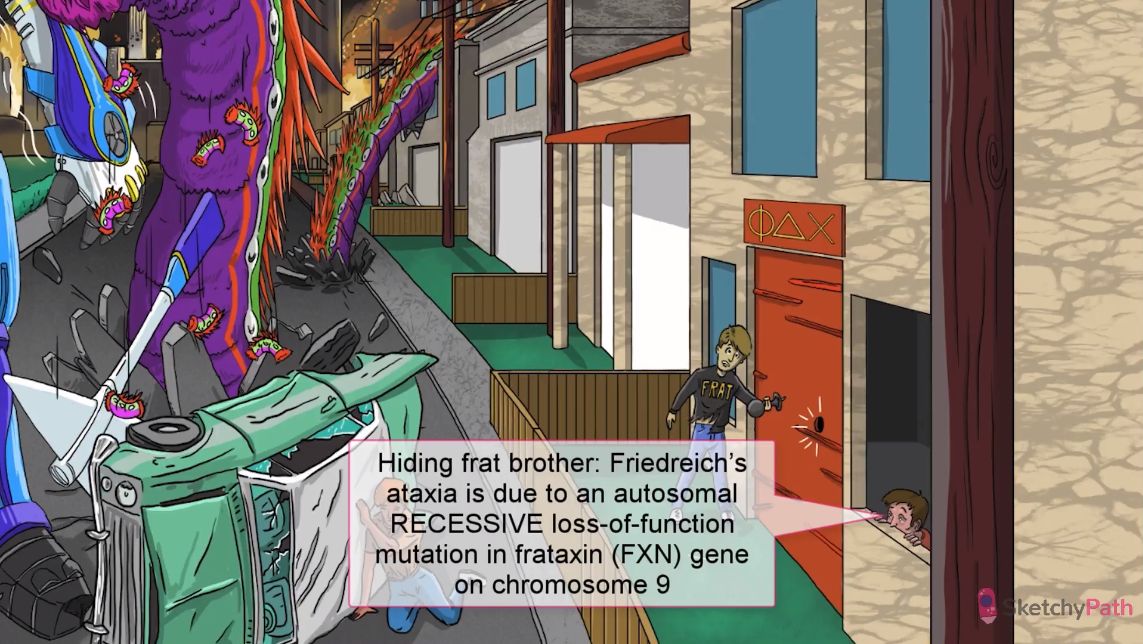 ΦΔΧ
FRAT
Hiding frat brother: Friedreich's
ataxia is due to an autosomal
RECESSIVE loss-of-function
mutation in frataxin (FXN) gene
on chromosome 9
SketchyPath